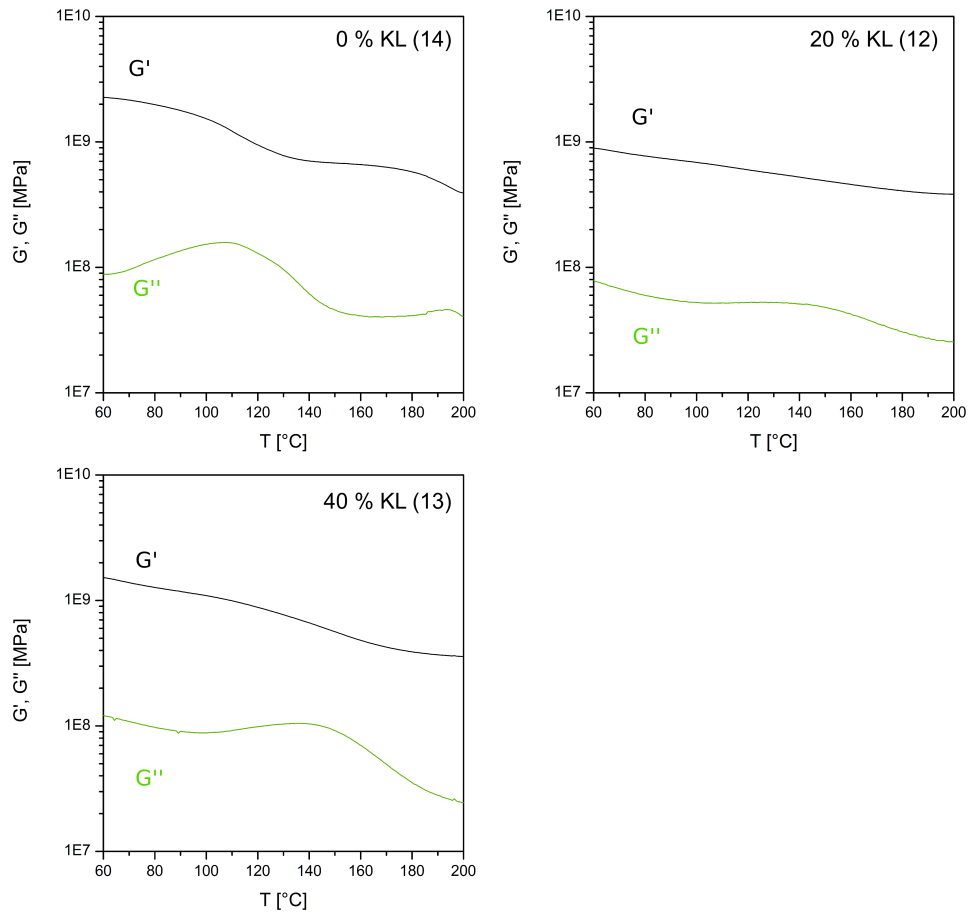 1E10
0 % KL (14)
G'
1E9
G', G'' [MPa]
1E8
G''
1E7
60 80 100 120 140 160 180 200
T [°C]
1E10
20 % KL (12)
G'
1E9
G', G'' [MPa]
1E8
G''
1E7
60 80 100 120 140 160 180 200
T [°C]
1E10
40 % KL (13)
G'
1E9
G', G'' [MPa]
1E8
G''
1E7
60 80 100 120 140 160 180 200
T [°C]